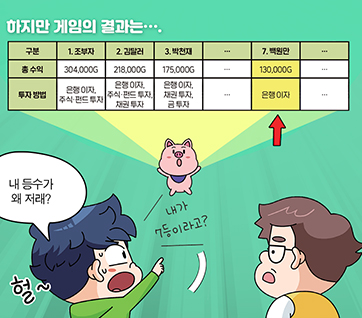 하지만 게임의 결과는….
구분 1. 조부자 2. 김달러 3. 박천재 … 7. 백원만 …
총 수익 304,000G 218,000G 175,000G … 130,000G …
투자 방법 은행 이자, 주식·펀드 투자 은행 이자, 주식·펀드 투자, 채권 투자 은행 이자, 채권 투자, 금 투자 … 은행 이자 …
내 등수가
왜 저래?
내가
7등이라고?
헐~